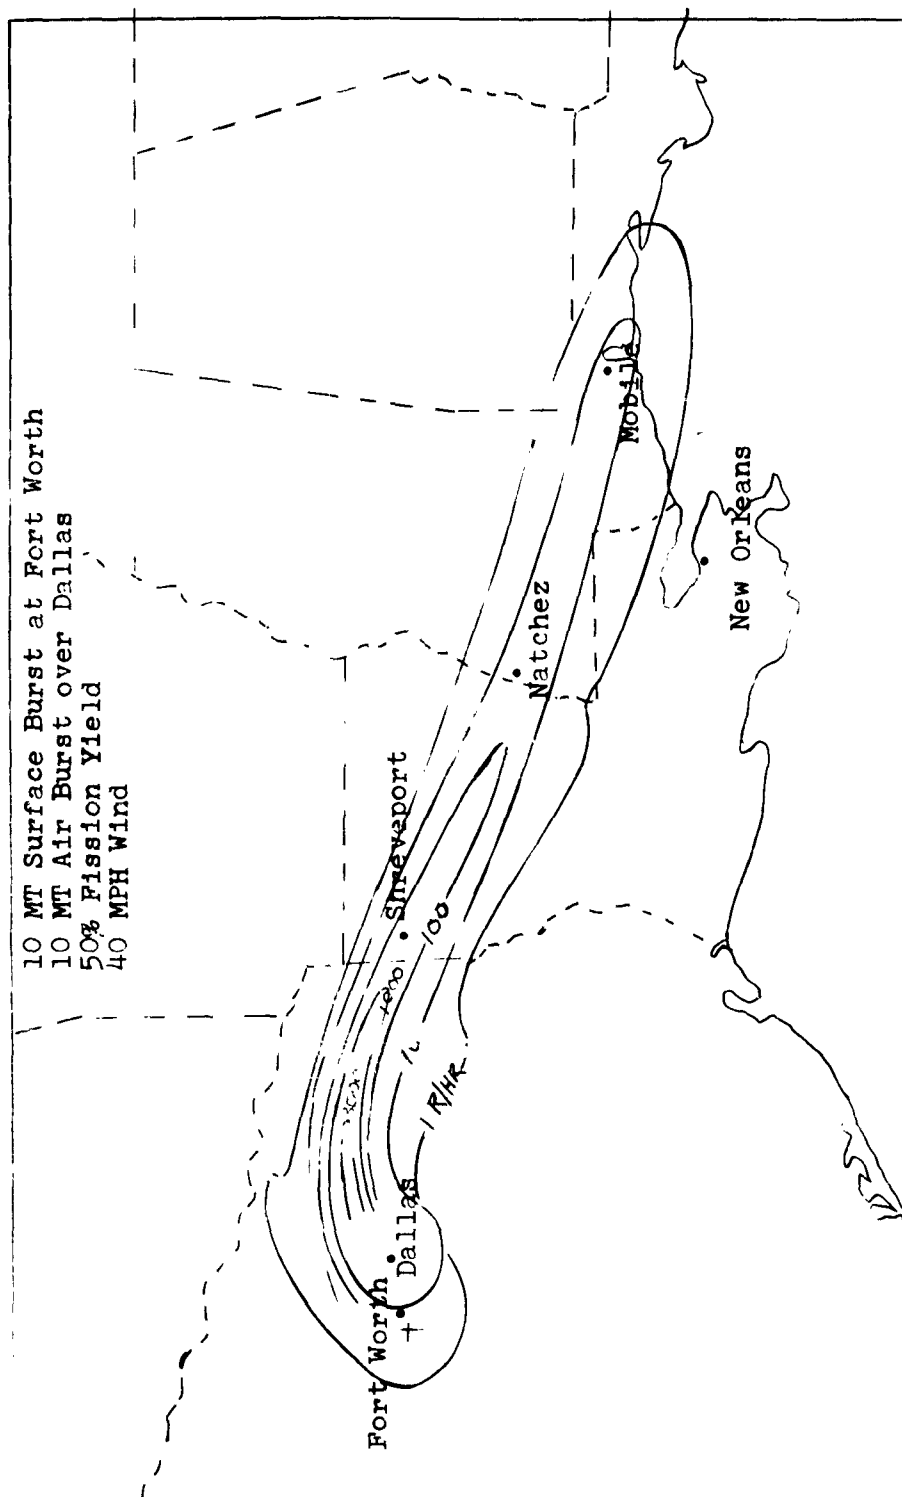 10 MT Surface Burst at Fort Worth
10 MT Air Burst over Dallas
50% Fission Yield
40 MPH Wind
Fort Worth
Dallas
1 R/HR
1000
100
Shreveport
Natchez
New Orleans
Mobile